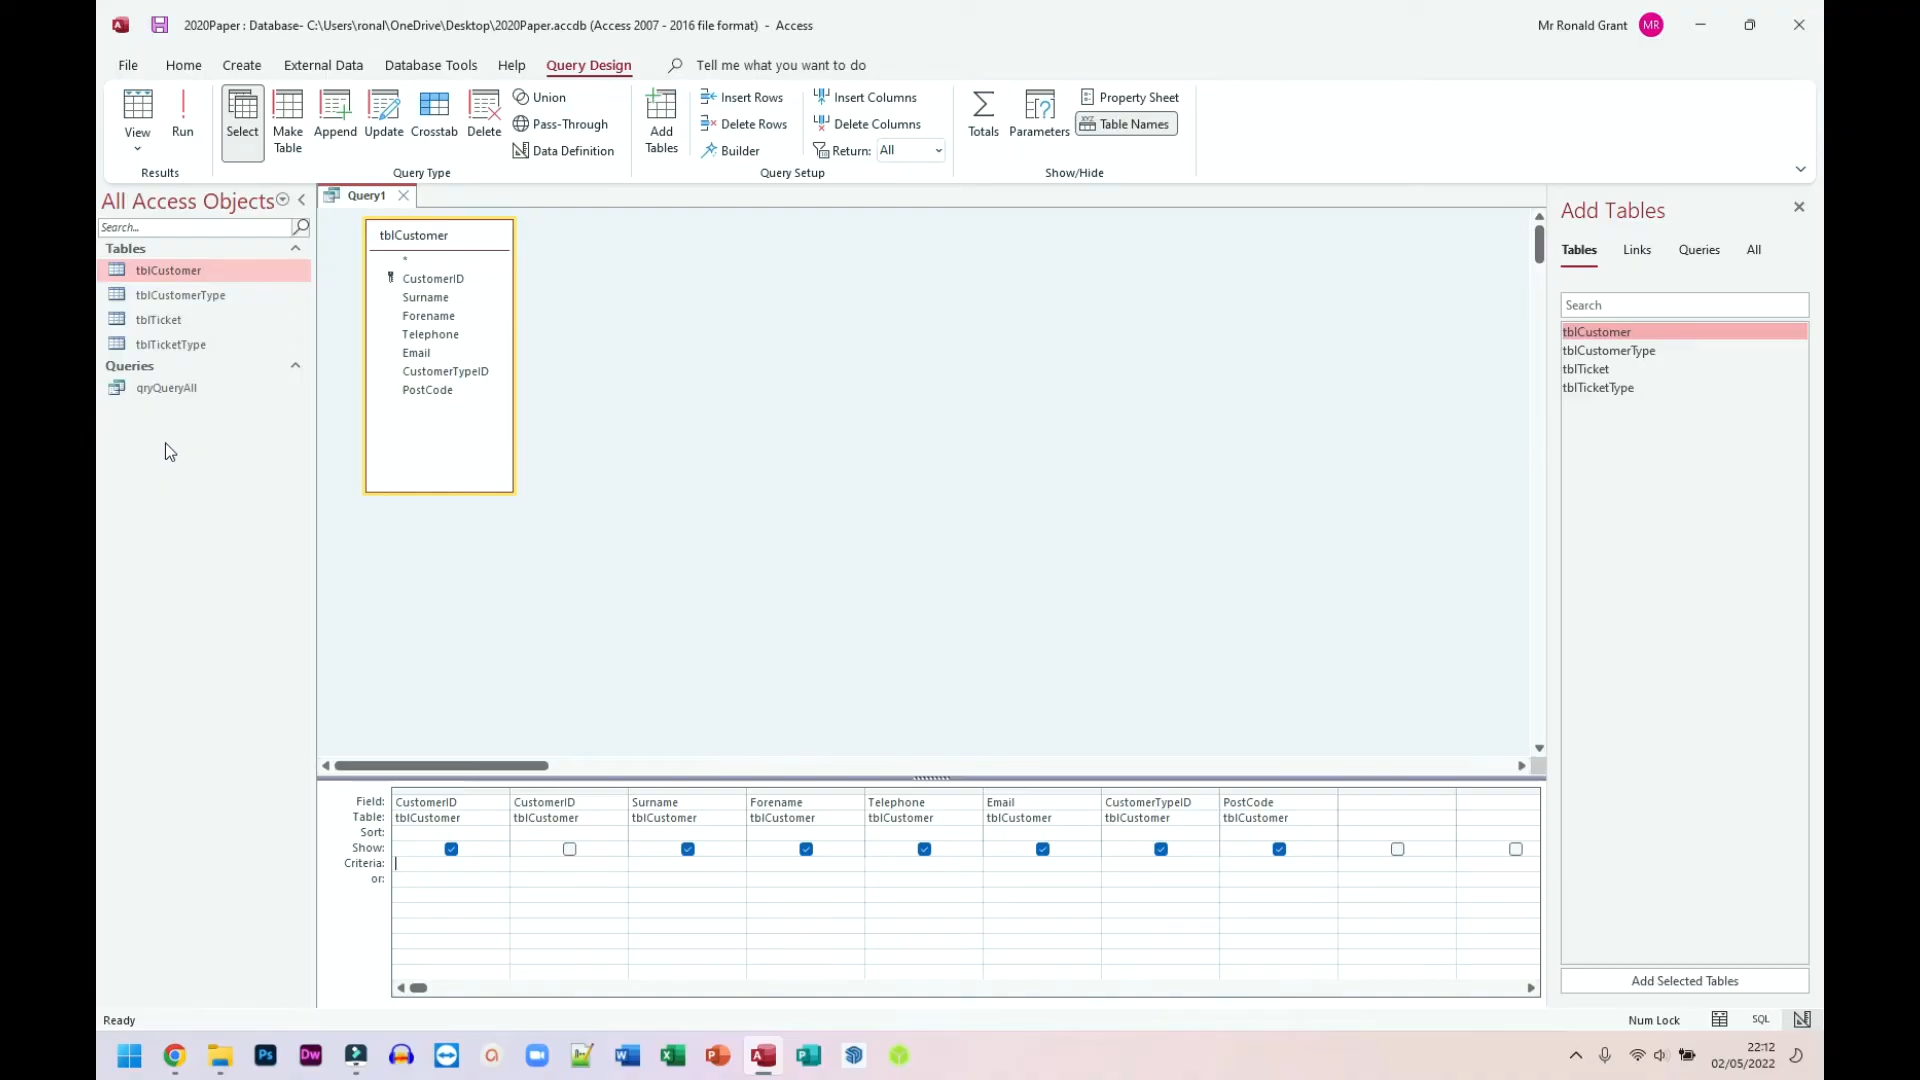 2020Paper : Database- C:\Users\ronal\OneDrive\Desktop\2020Paper.accdb (Access 2007 - 2016 file format) - Access
Mr Ronald Grant
MR
File
Home
Create
External Data
Database Tools
Help
Query Design
Tell me what you want to do
View
Run
Select
Make
Table
Append
Update
Crosstab
Delete
Union
Pass-Through
Data Definition
Add
Tables
Insert Rows
Delete Rows
Builder
Insert Columns
Delete Columns
Return: All
Totals
Parameters
Property Sheet
XYZ Table Names
Results
Query Type
Query Setup
Show/Hide
All Access Objects
Search...
Tables
tblCustomer
tblCustomerType
tblTicket
tblTicketType
Queries
qryQueryAll
Query1
tblCustomer
*
CustomerID
Surname
Forename
Telephone
Email
CustomerTypeID
PostCode
Add Tables
Tables
Links
Queries
All
Search
tblCustomer
tblCustomerType
tblTicket
tblTicketType
Add Selected Tables
Field: CustomerID CustomerID Surname Forename Telephone Email CustomerTypeID PostCode
Table: tblCustomer tblCustomer tblCustomer tblCustomer tblCustomer tblCustomer tblCustomer tblCustomer
Sort:
Show:
Criteria:
or:
Ready
Num Lock
SQL
Ps
Dw
22:12
02/05/2022